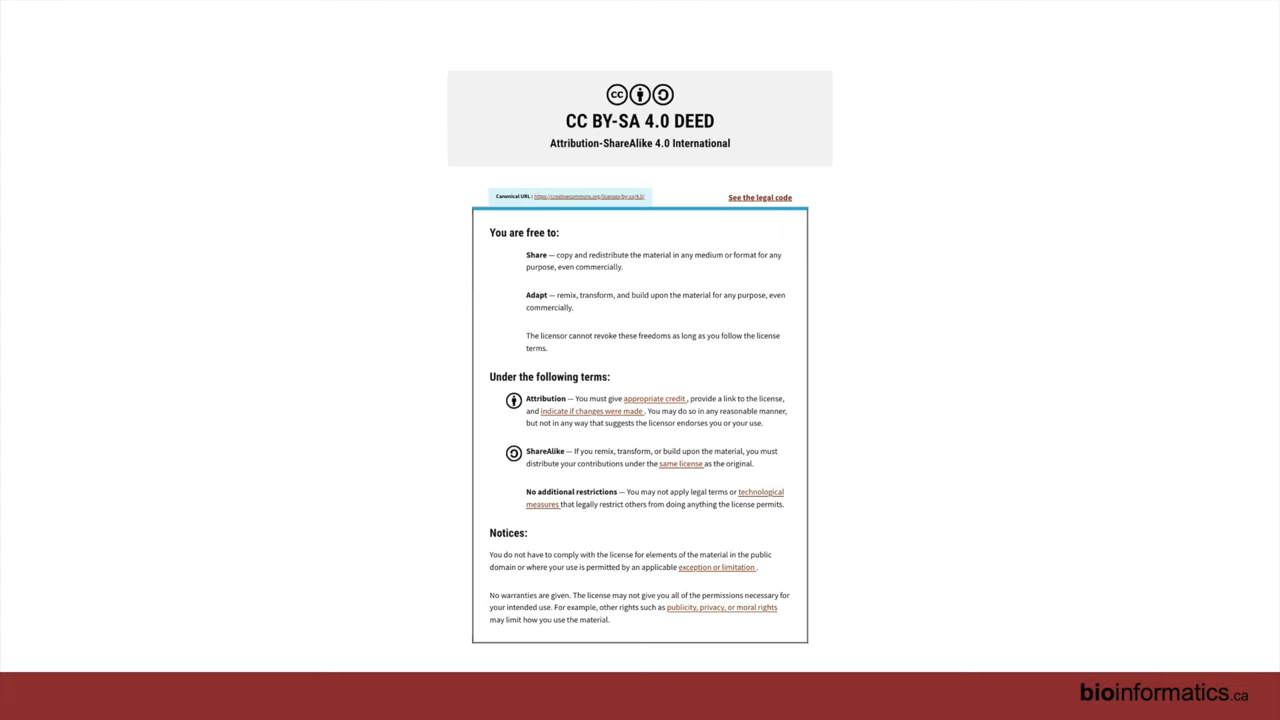 CC BY-SA 4.0 DEED
Attribution-ShareAlike 4.0 International
Canonical URL : https://creativecommons.org/licenses/by-sa/4.0/
See the legal code
You are free to:
Share — copy and redistribute the material in any medium or format for any
purpose, even commercially.
Adapt — remix, transform, and build upon the material for any purpose, even
commercially.
The licensor cannot revoke these freedoms as long as you follow the license
terms.
Under the following terms:
Attribution — You must give appropriate credit , provide a link to the license,
and indicate if changes were made . You may do so in any reasonable manner,
but not in any way that suggests the licensor endorses you or your use.
ShareAlike — If you remix, transform, or build upon the material, you must
distribute your contributions under the same license as the original.
No additional restrictions — You may not apply legal terms or technological
measures that legally restrict others from doing anything the license permits.
Notices:
You do not have to comply with the license for elements of the material in the public
domain or where your use is permitted by an applicable exception or limitation .
No warranties are given. The license may not give you all of the permissions necessary for
your intended use. For example, other rights such as publicity, privacy, or moral rights
may limit how you use the material.
bioinformatics.ca